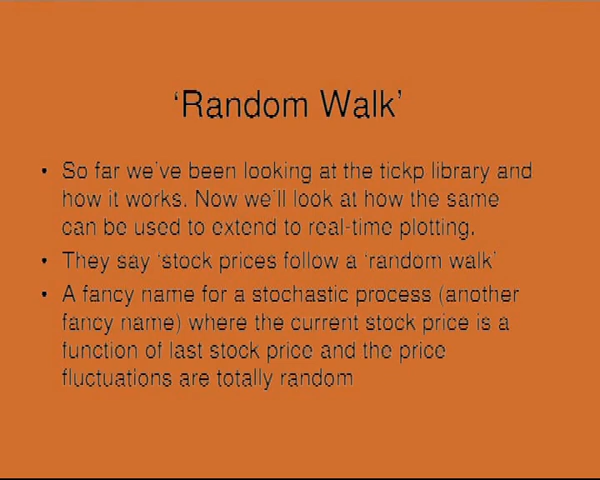 ‘Random Walk’
• So far we’ve been looking at the tickp library and
how it works. Now we’ll look at how the same
can be used to extend to real-time plotting.
• They say ‘stock prices follow a ‘random walk’
• A fancy name for a stochastic process (another
fancy name) where the current stock price is a
function of last stock price and the price
fluctuations are totally random